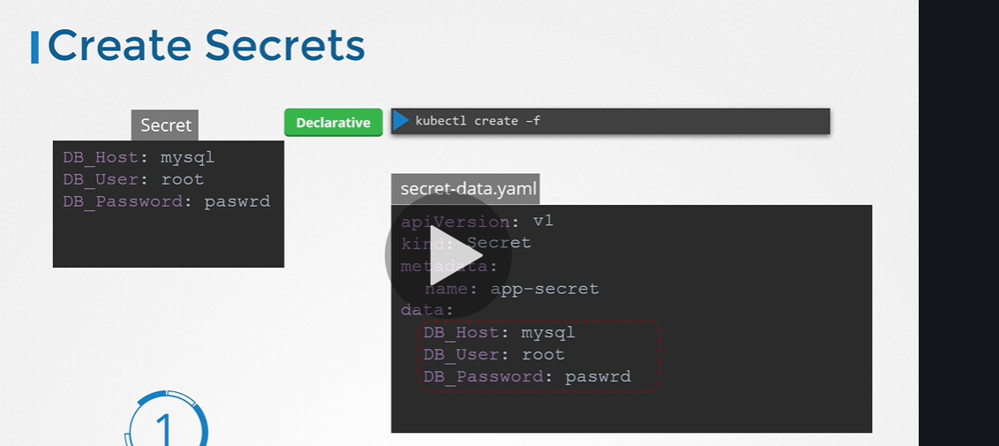 Create Secrets
Secret
DB_Host: mysql
DB_User: root
DB_Password: paswrd
Declarative
kubectl create –f
secret-data.yaml
apiVersion: v1
kind: Secret
metadata:
name: app-secret
data:
DB_Host: mysql
DB_User: root
DB_Password: paswrd
1